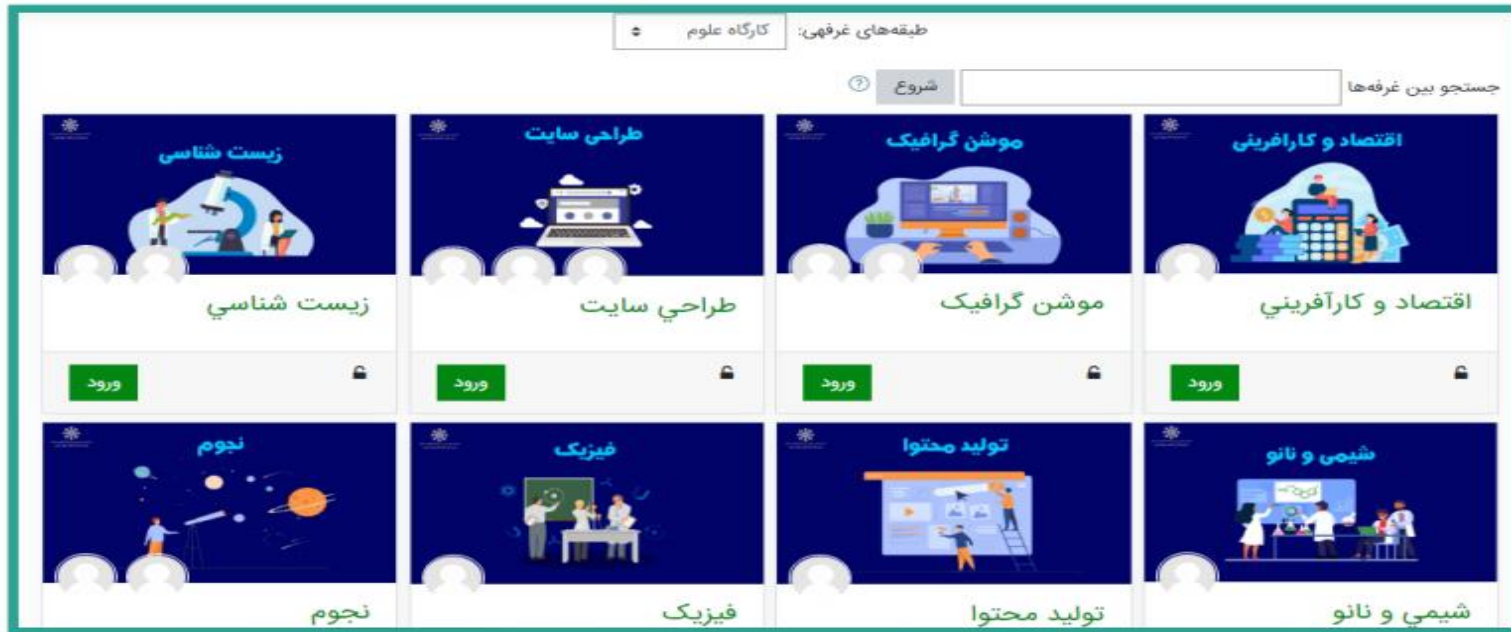 طبقه‌های غرفهی: کارگاه علوم
جستجو بین غرفه‌ها شروع
اقتصاد و کارافرینی
موشن گرافیک
طراحی سایت
زیست شناسی
اقتصاد و کارآفريني
موشن گرافیک
طراحي سایت
زیست شناسي
ورود
ورود
ورود
ورود
شیمی و نانو
تولید محتوا
فیزیک
نجوم
شيمي و نانو
تولید محتوا
فیزیک
نجوم